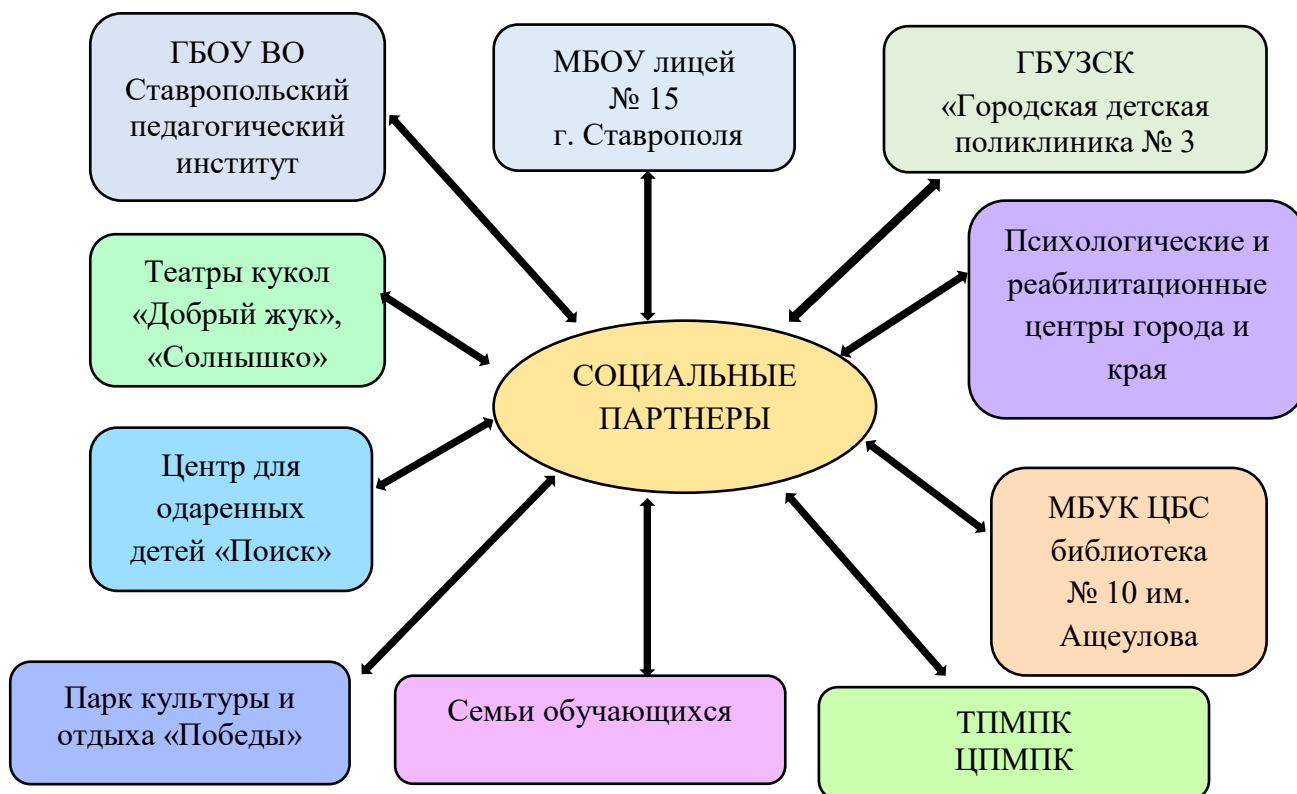 ГБОУ ВО
Ставропольский
педагогический
институт
МБОУ лицей
№ 15
г. Ставрополя
ГБУЗСК
«Городская детская
поликлиника № 3
Театры кукол
«Добрый жук»,
«Солнышко»
Психологические и
реабилитационные
центры города и
края
СОЦИАЛЬНЫЕ
ПАРТНЕРЫ
Центр для
одаренных
детей «Поиск»
МБУК ЦБС
библиотека
№ 10 им.
Ащеулова
Парк культуры и
отдыха «Победы»
Семьи обучающихся
ТПМПК
ЦПМПК